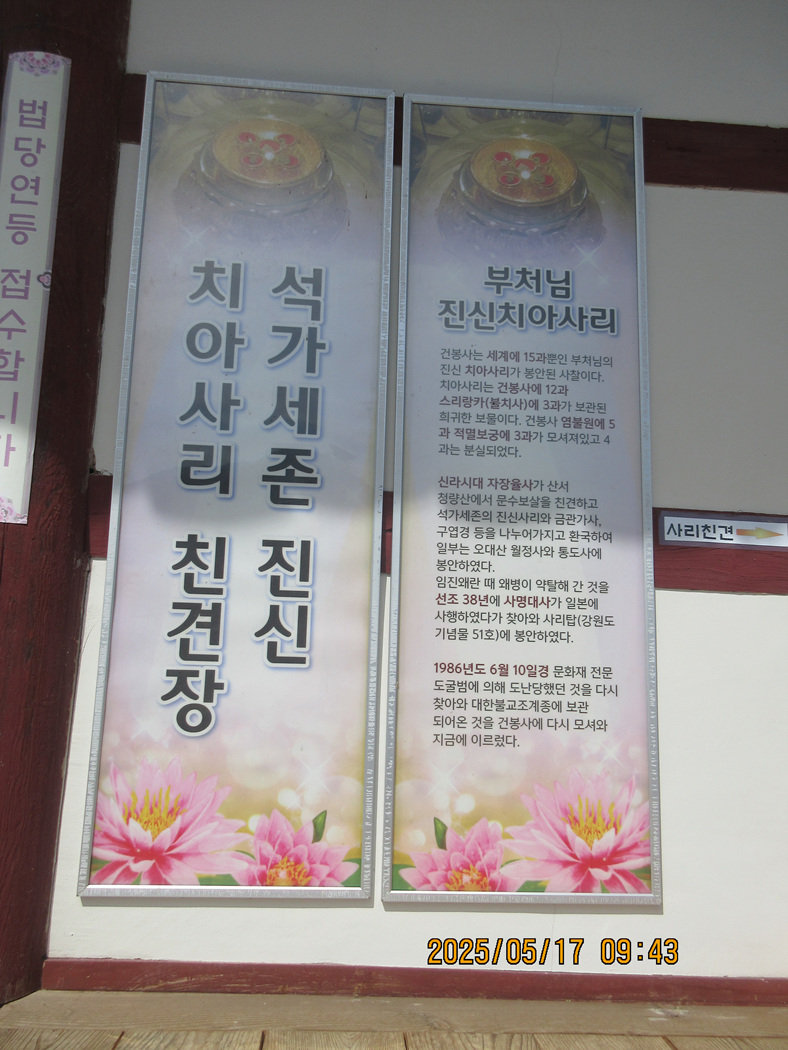 법당연등 접수합니다
석가세존 진신
치아사리 친견장
부처님
진신치아사리
건봉사는 세계에 15과뿐인 부처님의
진신 치아사리가 봉안된 사찰이다.
치아사리는 건봉사에 12과
스리랑카(불치사)에 3과가 보관된
희귀한 보물이다. 건봉사 염불원에 5
과 적멸보궁에 3과가 모셔져있고 4
과는 분실되었다.
신라시대 자장율사가 산서
청량산에서 문수보살을 친견하고
석가세존의 진신사리와 금관가사,
구엽경 등을 나누어가지고 환국하여
일부는 오대산 월정사와 통도사에
봉안하였다.
임진왜란 때 왜병이 약탈해 간 것을
선조 38년에 사명대사가 일본에
사행하였다가 찾아와 사리탑(강원도
기념물 51호)에 봉안하였다.
1986년도 6월 10일경 문화재 전문
도굴범에 의해 도난당했던 것을 다시
찾아와 대한불교조계종에 보관
되어온 것을 건봉사에 다시 모셔와
지금에 이르렀다.
사리친견
2025/05/17 09:43